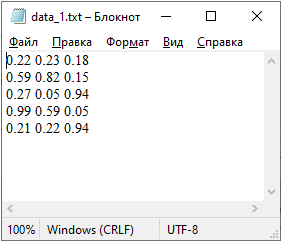 data_1.txt – Блокнот
Файл Правка Формат Вид Справка
0.22 0.23 0.18
0.59 0.82 0.15
0.27 0.05 0.94
0.99 0.59 0.05
0.21 0.22 0.94
100% Windows (CRLF) UTF-8